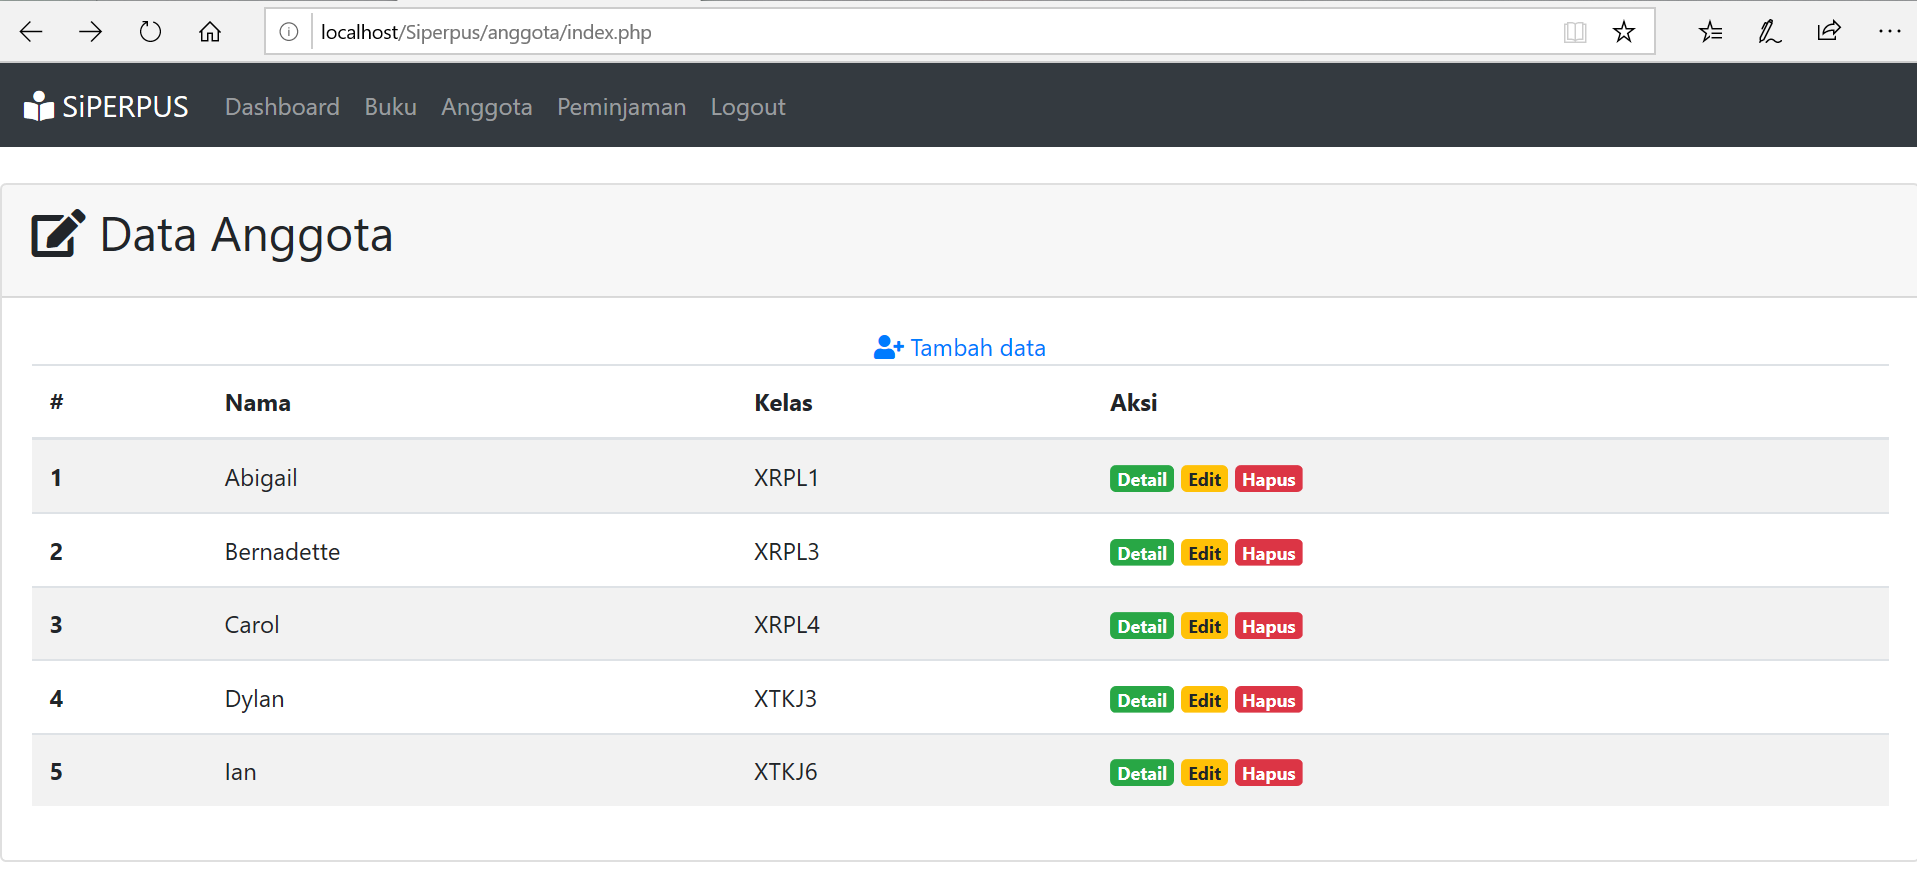 localhost/Siperpus/anggota/index.php
SiPERPUS Dashboard Buku Anggota Peminjaman Logout
Data Anggota
Tambah data
# Nama Kelas Aksi
1 Abigail XRPL1 Detail Edit Hapus
2 Bernadette XRPL3 Detail Edit Hapus
3 Carol XRPL4 Detail Edit Hapus
4 Dylan XTKJ3 Detail Edit Hapus
5 Ian XTKJ6 Detail Edit Hapus